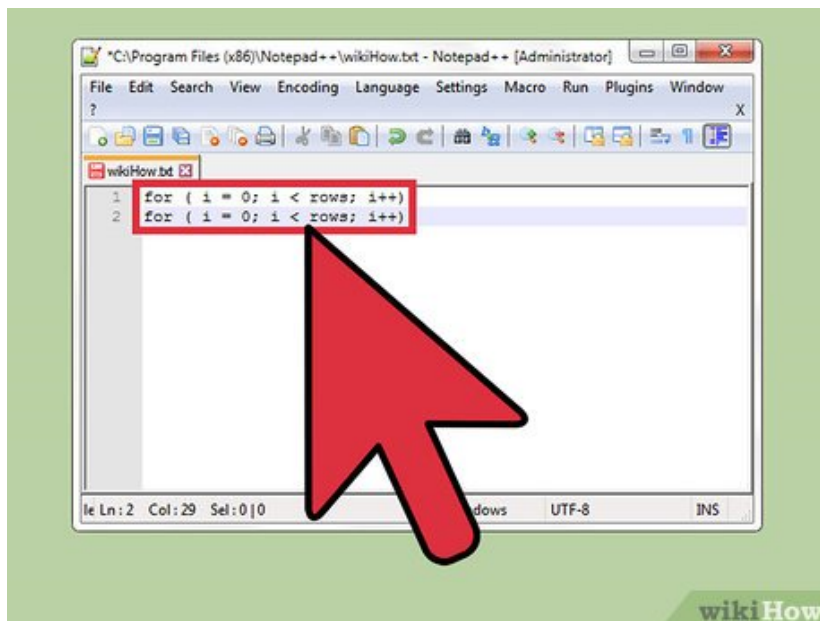 *C:\Program Files (x86)\Notepad++\wikiHow.txt - Notepad++ [Administrator]
File Edit Search View Encoding Language Settings Macro Run Plugins Window
? X
wikiHow.txt
1 for ( i = 0; i < rows; i++)
2 for ( i = 0; i < rows; i++)
le Ln : 2 Col : 29 Sel : 0 | 0 dows UTF-8 INS
wikiHow